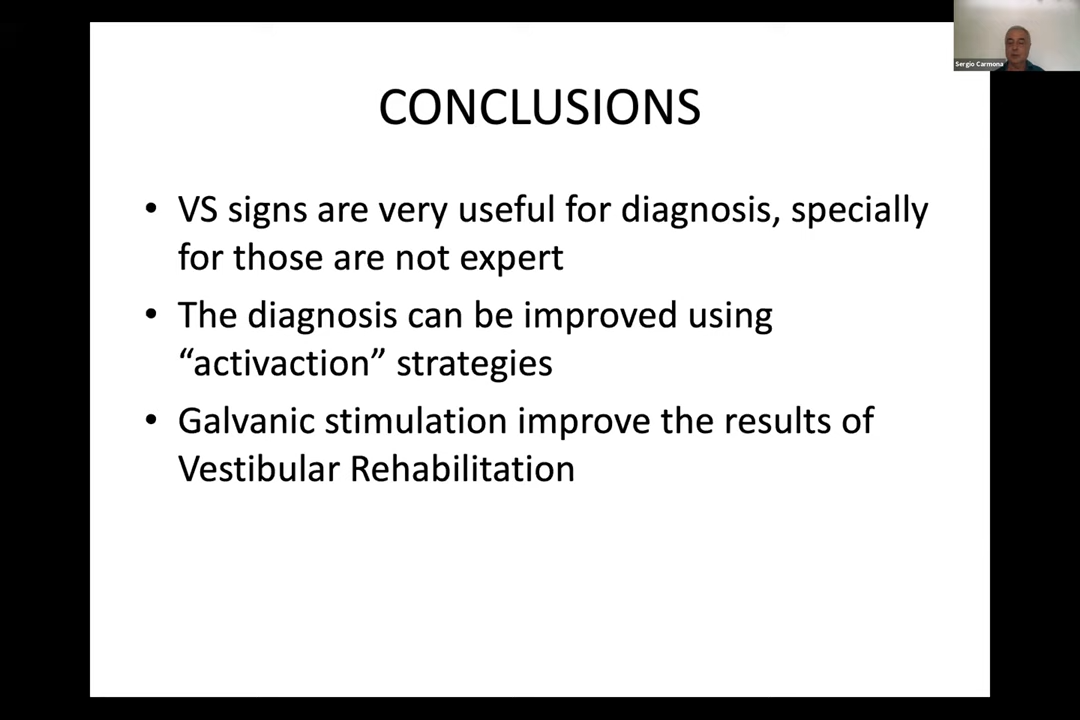 Sergio Carmona
CONCLUSIONS
• VS signs are very useful for diagnosis, specially
for those are not expert
• The diagnosis can be improved using
“activaction” strategies
• Galvanic stimulation improve the results of
Vestibular Rehabilitation